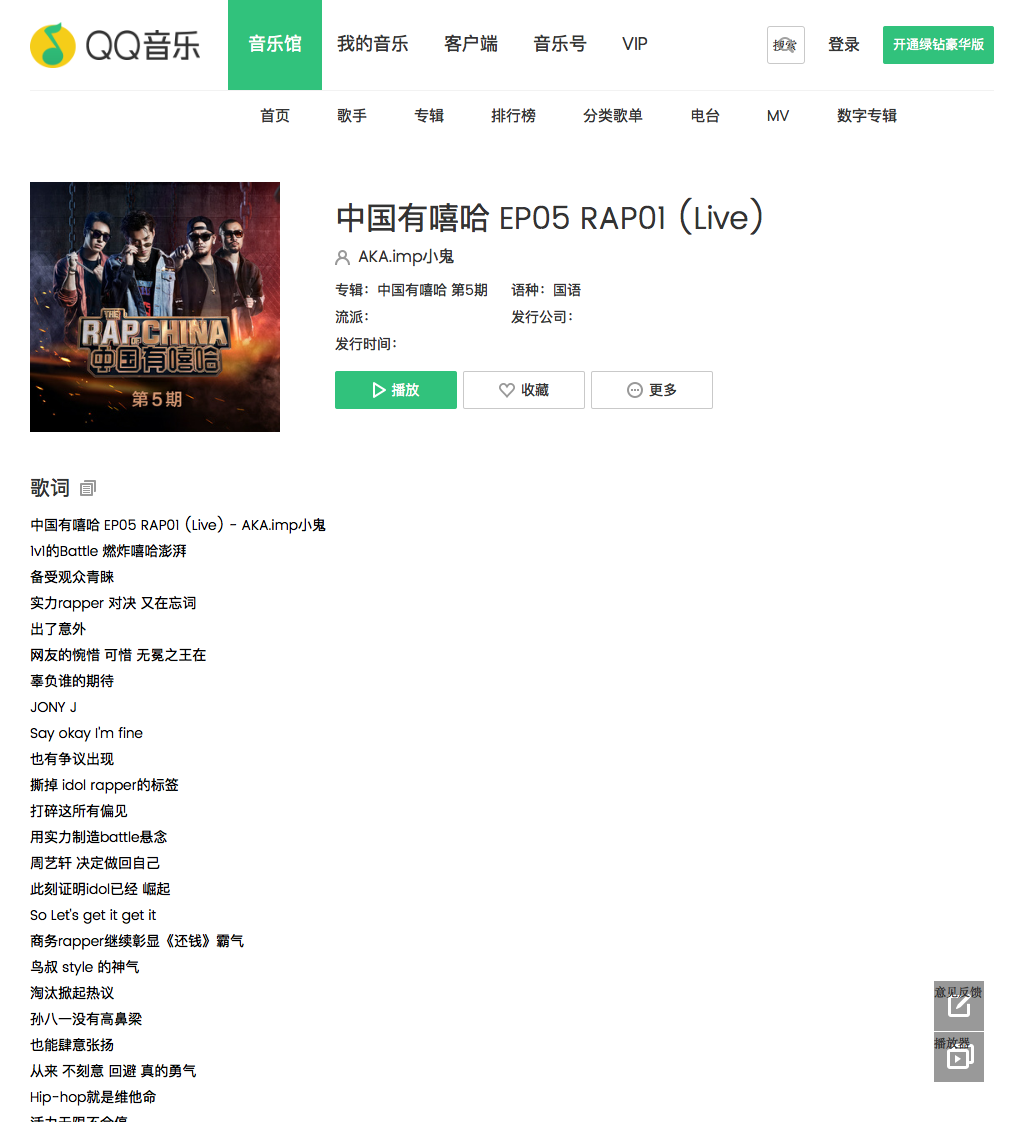 QQ音乐
音乐馆 我的音乐 客户端 音乐号 VIP
搜索 登录 开通绿钻豪华版
首页 歌手 专辑 排行榜 分类歌单 电台 MV 数字专辑
THE
RAP OF CHINA
中国有嘻哈
第5期
中国有嘻哈 EP05 RAP01 (Live)
AKA.imp小鬼
专辑：中国有嘻哈 第5期 语种：国语
流派： 发行公司：
发行时间：
播放 收藏 更多
歌词
中国有嘻哈 EP05 RAP01 (Live) - AKA.imp小鬼
1v1的Battle 燃炸嘻哈澎湃
备受观众青睐
实力rapper 对决 又在忘词
出了意外
网友的惋惜 可惜 无冕之王在
辜负谁的期待
JONY J
Say okay I'm fine
也有争议出现
撕掉 idol rapper的标签
打碎这所有偏见
用实力制造battle悬念
周艺轩 决定做回自己
此刻证明idol已经 崛起
So Let's get it get it
商务rapper继续彰显《还钱》霸气
鸟叔 style 的神气
淘汰掀起热议
孙八一没有高鼻梁
也能肆意张扬
从来 不刻意 回避 真的勇气
Hip-hop就是维他命
活力无限不会停
意见反馈
播放器